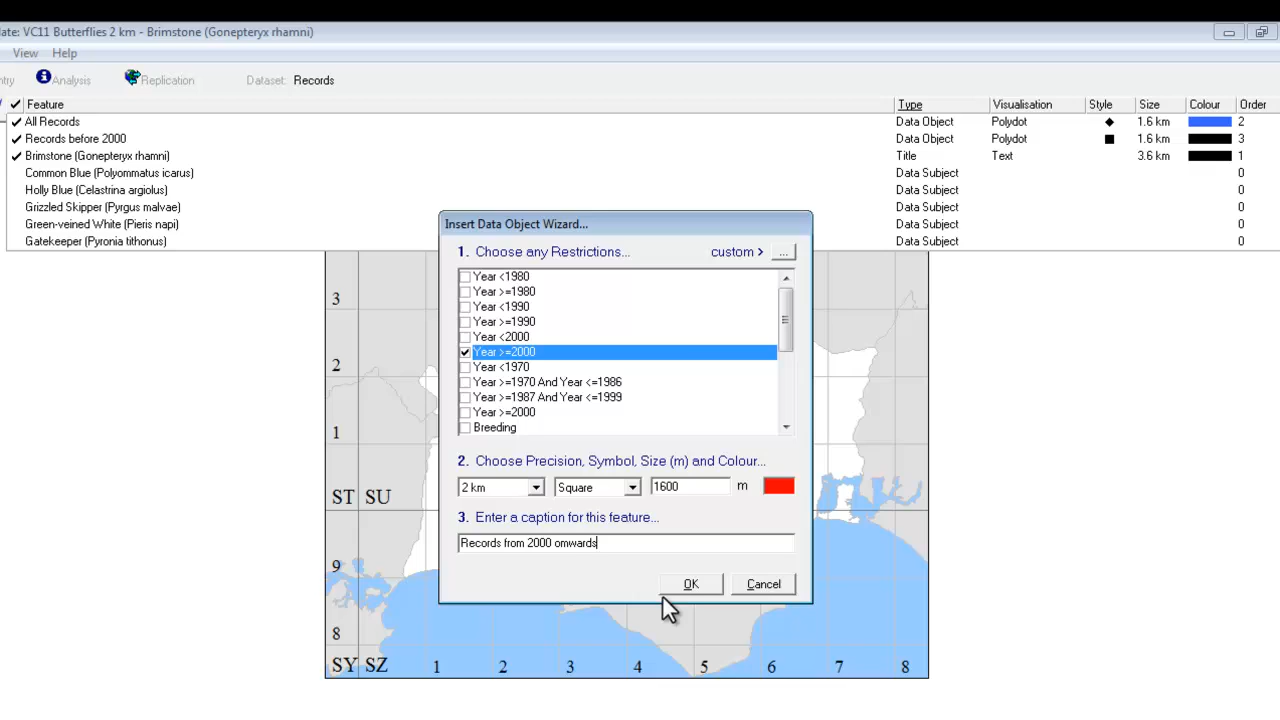 late: VC11 Butterflies 2 km - Brimstone (Gonepteryx rhamni)
View Help
ntry Analysis Replication Dataset: Records
Feature Type Visualisation Style Size Colour Order
All Records Data Object Polydot 1.6 km 2
Records before 2000 Data Object Polydot 1.6 km 3
Brimstone (Gonepteryx rhamni) Title Text 3.6 km 1
Common Blue (Polyommatus icarus) Data Subject 0
Holly Blue (Celastrina argiolus) Data Subject 0
Grizzled Skipper (Pyrgus malvae) Data Subject 0
Green-veined White (Pieris napi) Data Subject 0
Gatekeeper (Pyronia tithonus) Data Subject 0
Insert Data Object Wizard...
1. Choose any Restrictions... custom > ...
Year <1980
Year >=1980
Year <1990
Year >=1990
Year <2000
Year >=2000
Year <1970
Year >=1970 And Year <=1986
Year >=1987 And Year <=1999
Year >=2000
Breeding
2. Choose Precision, Symbol, Size (m) and Colour...
2 km Square 1600 m
3. Enter a caption for this feature...
Records from 2000 omwards
OK Cancel
3
2
1
ST SU
9
8
SY SZ 1 2 3 4 5 6 7 8